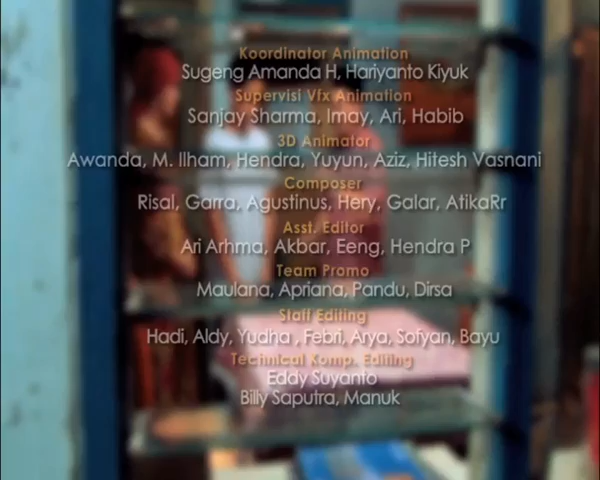 Koordinator Animation
Sugeng Amanda H, Hariyanto Kiyuk
Supervisi Vfx Animation
Sanjay Sharma, Imay, Ari, Habib
3D Animator
Awanda, M. Ilham, Hendra, Yuyun, Aziz, Hitesh Vasnani
Composer
Risal, Garra, Agustinus, Hery, Galar, AtikaRr
Asst. Editor
Ari Arhma, Akbar, Eeng, Hendra P
Team Promo
Maulana, Apriana, Pandu, Dirsa
Staff Editing
Hadi, Aldy, Yudha , Febri, Arya, Sofyan, Bayu
Technical Komp. Editing
Eddy Suyanto
Billy Saputra, Manuk